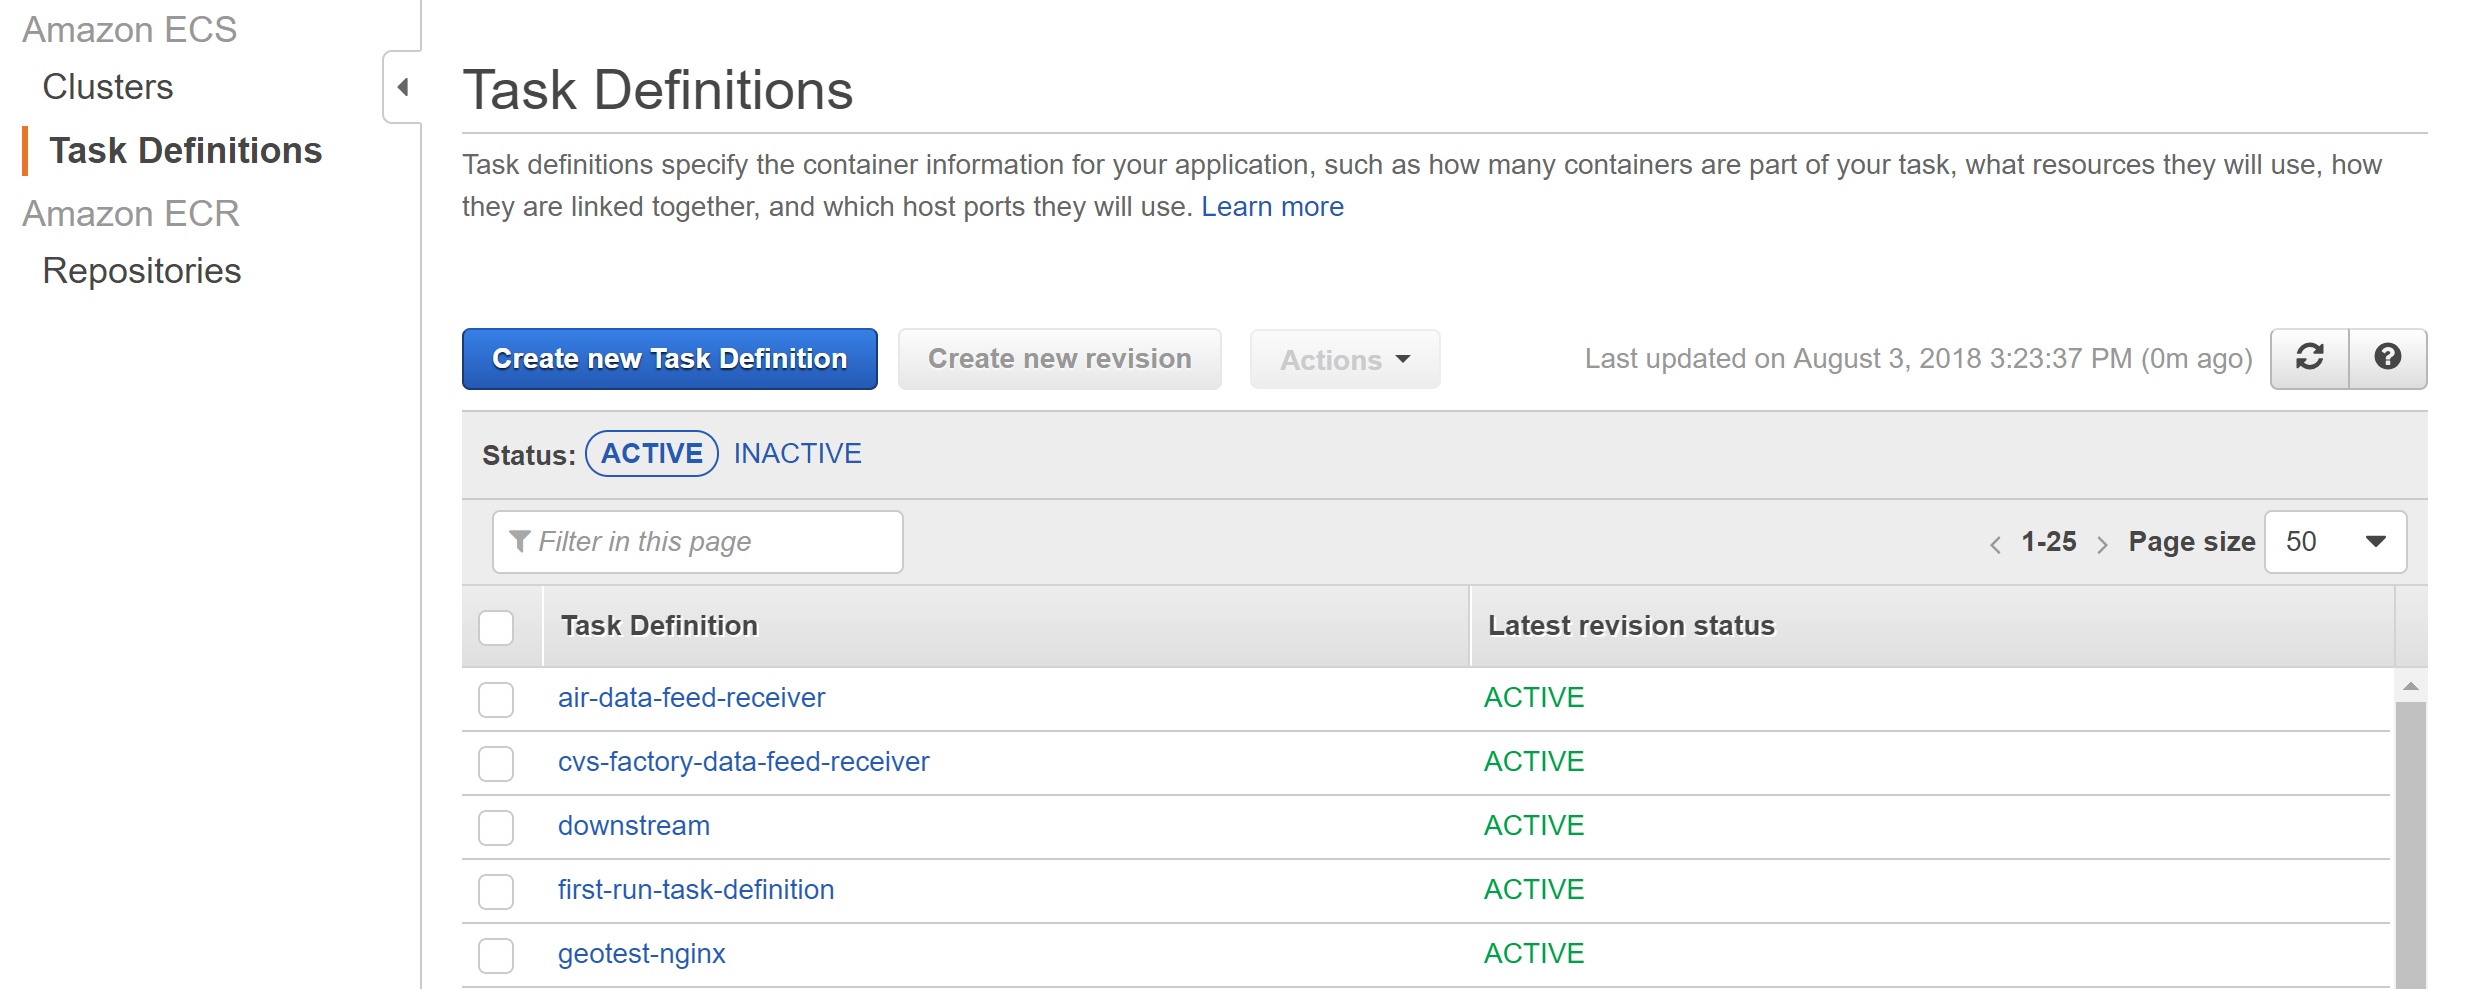 Amazon ECS
Clusters
Task Definitions
Amazon ECR
Repositories
Task Definitions
Task definitions specify the container information for your application, such as how many containers are part of your task, what resources they will use, how
they are linked together, and which host ports they will use. Learn more
Create new Task Definition Create new revision Actions Last updated on August 3, 2018 3:23:37 PM (0m ago)
Status: ACTIVE INACTIVE
Filter in this page < 1-25 > Page size 50
Task Definition Latest revision status
air-data-feed-receiver ACTIVE
cvs-factory-data-feed-receiver ACTIVE
downstream ACTIVE
first-run-task-definition ACTIVE
geotest-nginx ACTIVE